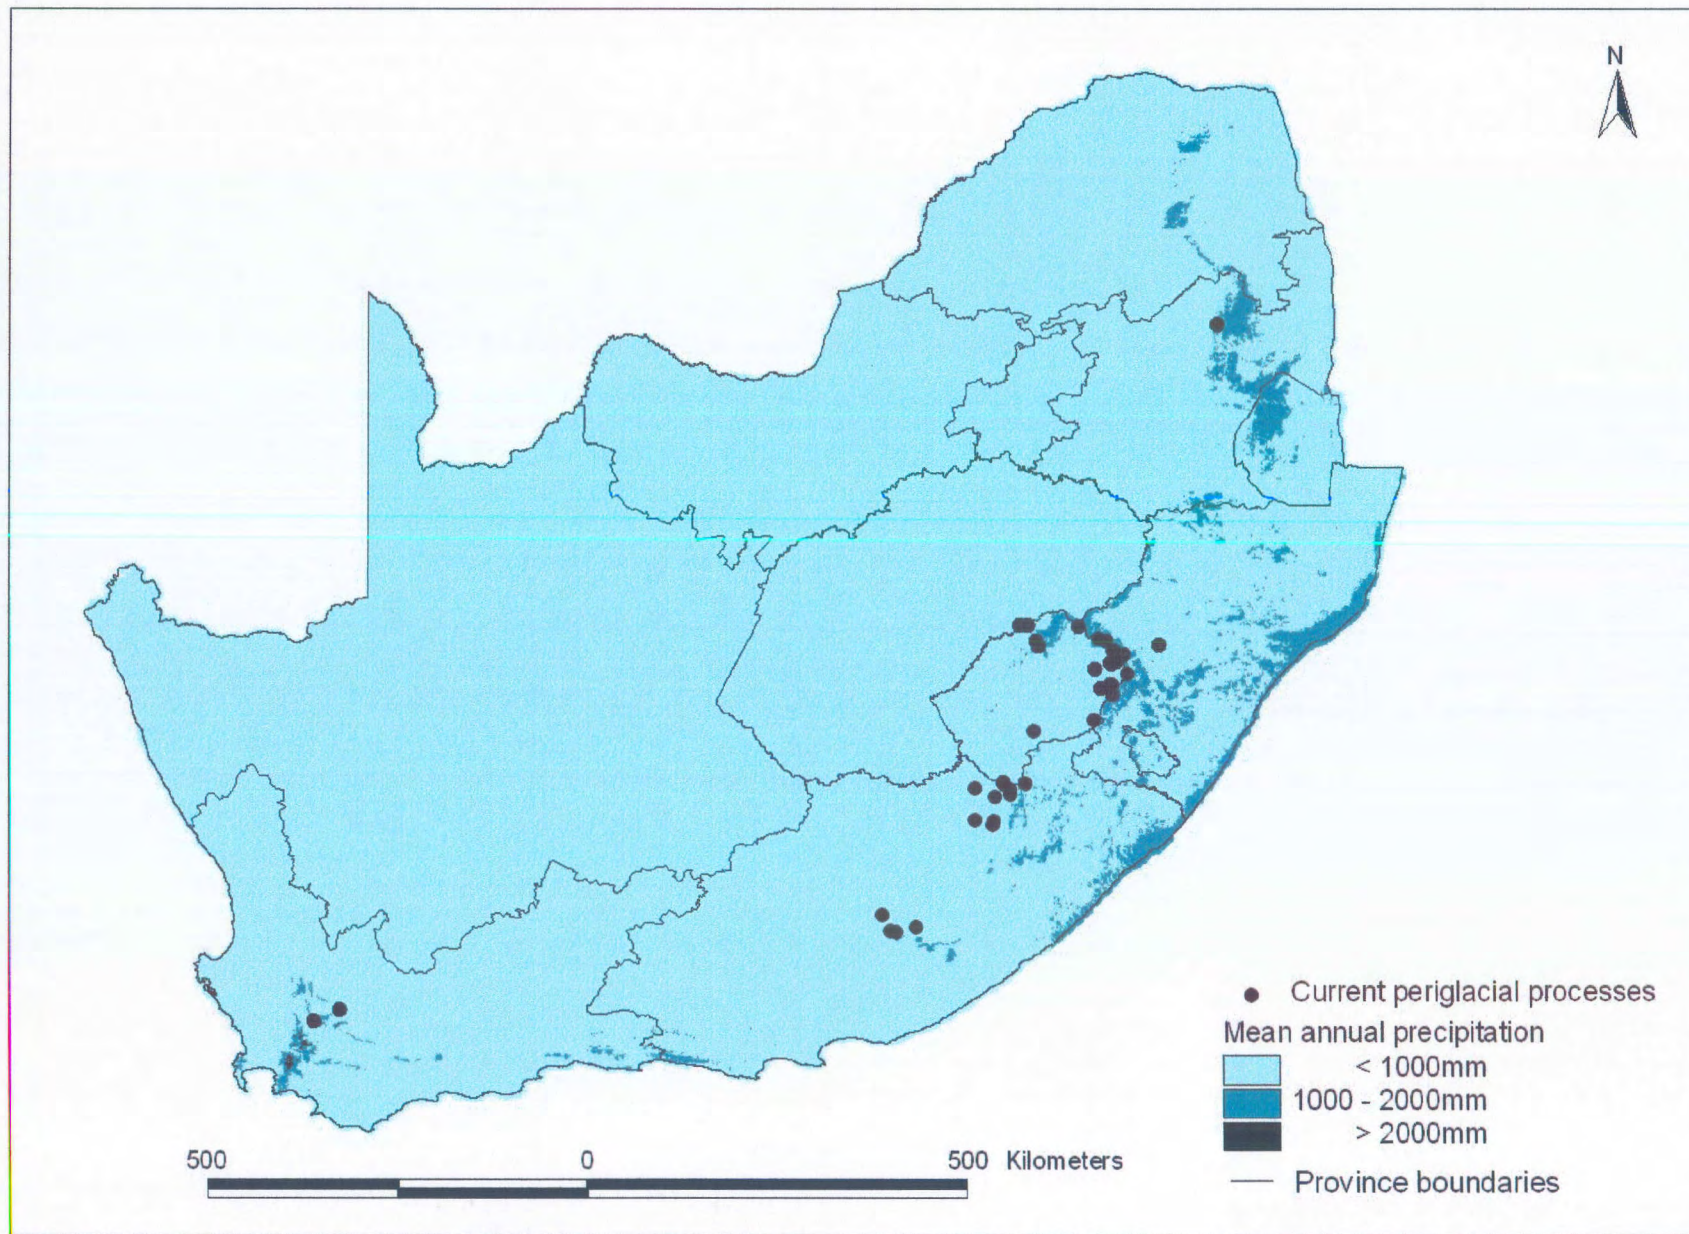 N
Current periglacial processes
Mean annual precipitation
< 1000mm
1000 - 2000mm
> 2000mm
Province boundaries
500 0 500 Kilometers